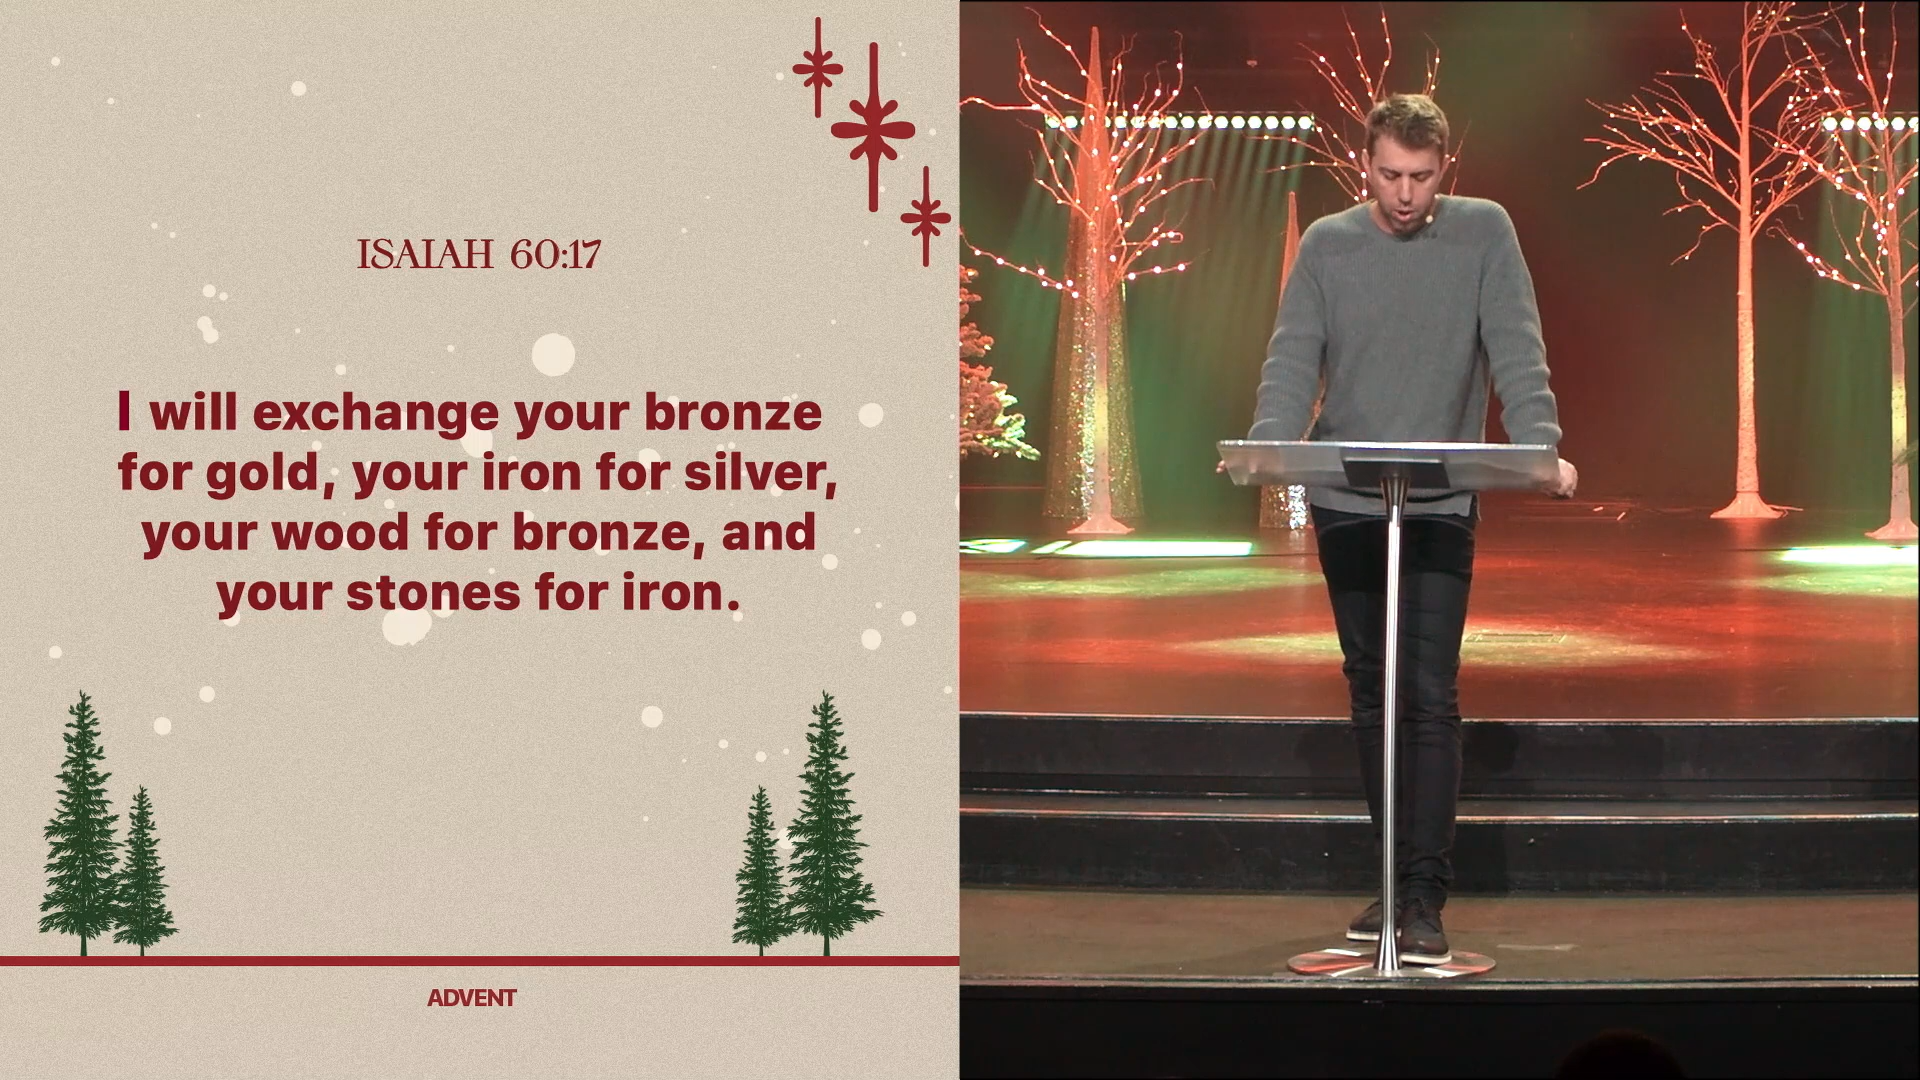 ISAIAH 60:17
I will exchange your bronze
for gold, your iron for silver,
your wood for bronze, and
your stones for iron.
ADVENT